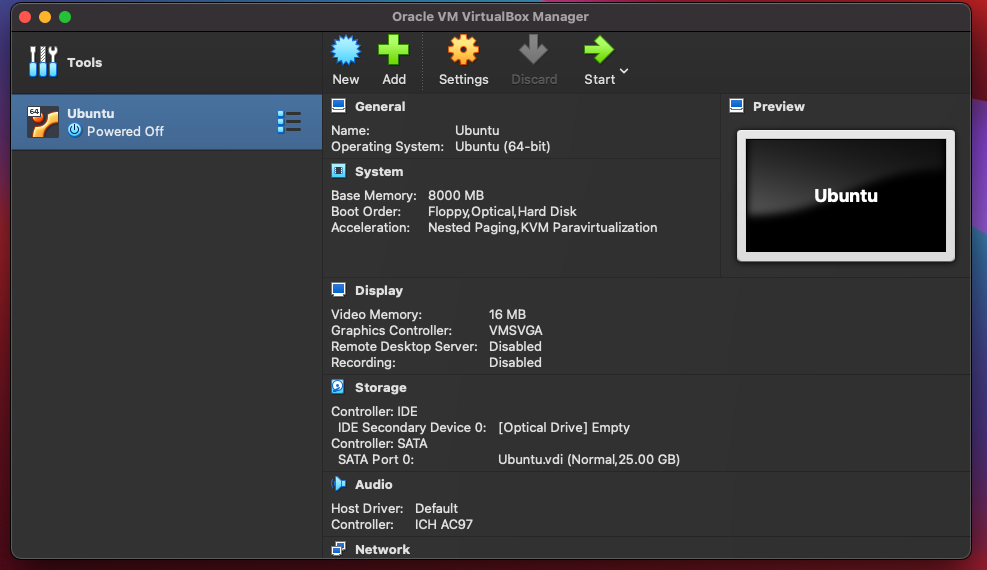 Oracle VM VirtualBox Manager
Tools
New
Add
Settings
Discard
Start
64
Ubuntu
Powered Off
General
Name: Ubuntu
Operating System: Ubuntu (64-bit)
Preview
Ubuntu
System
Base Memory: 8000 MB
Boot Order: Floppy,Optical,Hard Disk
Acceleration: Nested Paging,KVM Paravirtualization
Display
Video Memory: 16 MB
Graphics Controller: VMSVGA
Remote Desktop Server: Disabled
Recording: Disabled
Storage
Controller: IDE
IDE Secondary Device 0: [Optical Drive] Empty
Controller: SATA
SATA Port 0: Ubuntu.vdi (Normal,25.00 GB)
Audio
Host Driver: Default
Controller: ICH AC97
Network